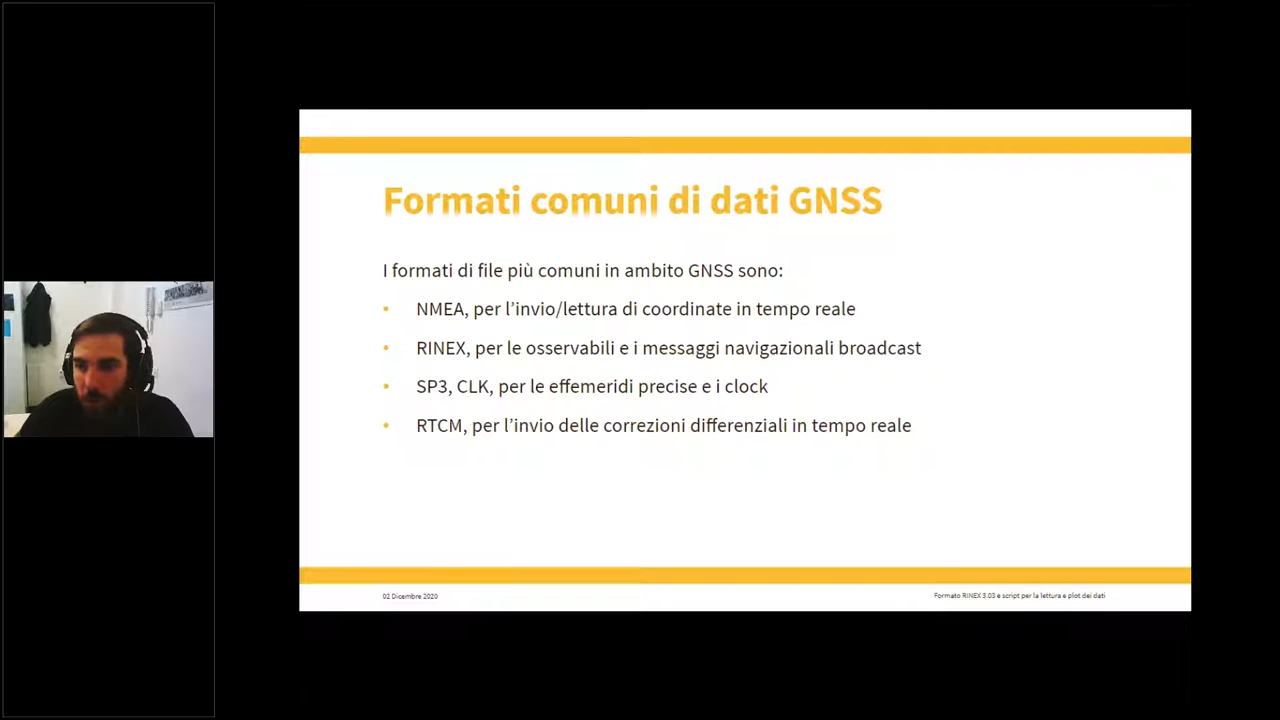 Formati comuni di dati GNSS
I formati di file più comuni in ambito GNSS sono:
• NMEA, per l’invio/lettura di coordinate in tempo reale
• RINEX, per le osservabili e i messaggi navigazionali broadcast
• SP3, CLK, per le effemeridi precise e i clock
• RTCM, per l’invio delle correzioni differenziali in tempo reale
02 Dicembre 2020
Formato RINEX 3.03 e script per la lettura e plot dei dati